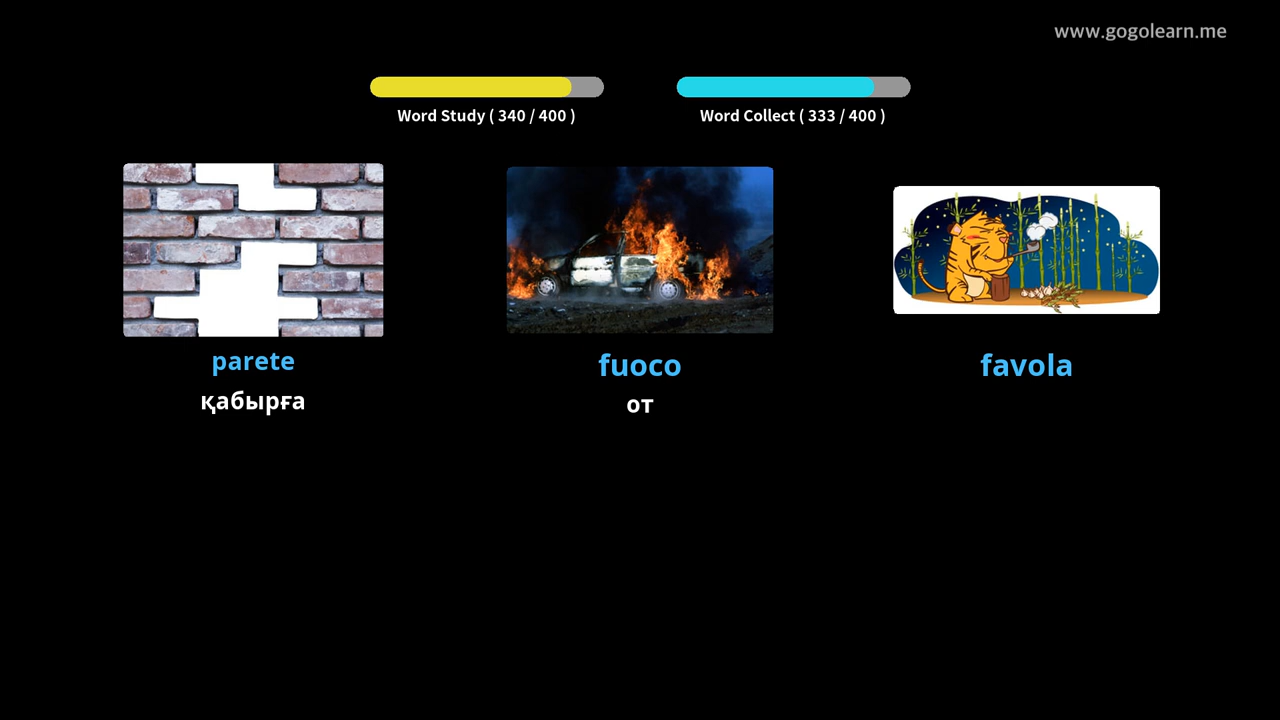 www.gogolearn.me
Word Study ( 340 / 400 )
Word Collect ( 333 / 400 )
parete
қабырға
fuoco
от
favola